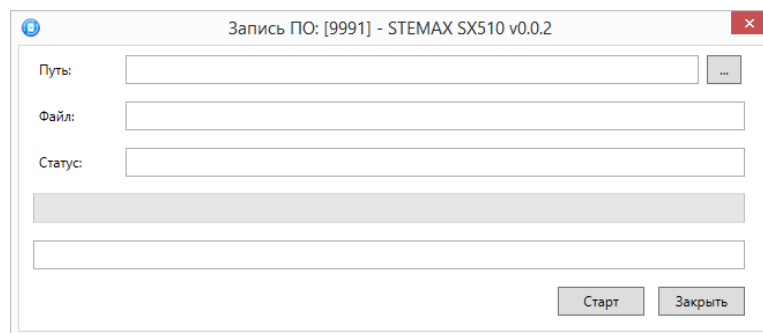 Запись ПО: [9991] - STEMAX SX510 v0.0.2
Путь:
...
Файл:
Статус:
Старт Закрыть